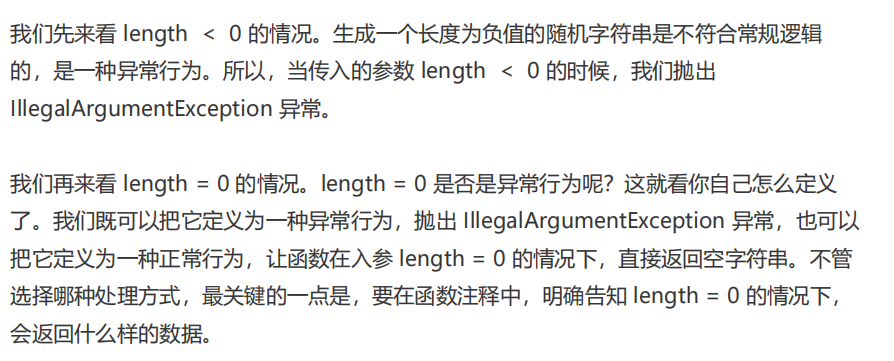 我们先来看 length < 0 的情况。生成一个长度为负值的随机字符串是不符合常规逻辑
的，是一种异常行为。所以，当传入的参数 length < 0 的时候，我们抛出
IllegalArgumentException 异常。
我们再来看 length = 0 的情况。length = 0 是否是异常行为呢？这就看你自己怎么定义
了。我们既可以把它定义为一种异常行为，抛出 IllegalArgumentException 异常，也可以
把它定义为一种正常行为，让函数在入参 length = 0 的情况下，直接返回空字符串。不管
选择哪种处理方式，最关键的一点是，要在函数注释中，明确告知 length = 0 的情况下，
会返回什么样的数据。